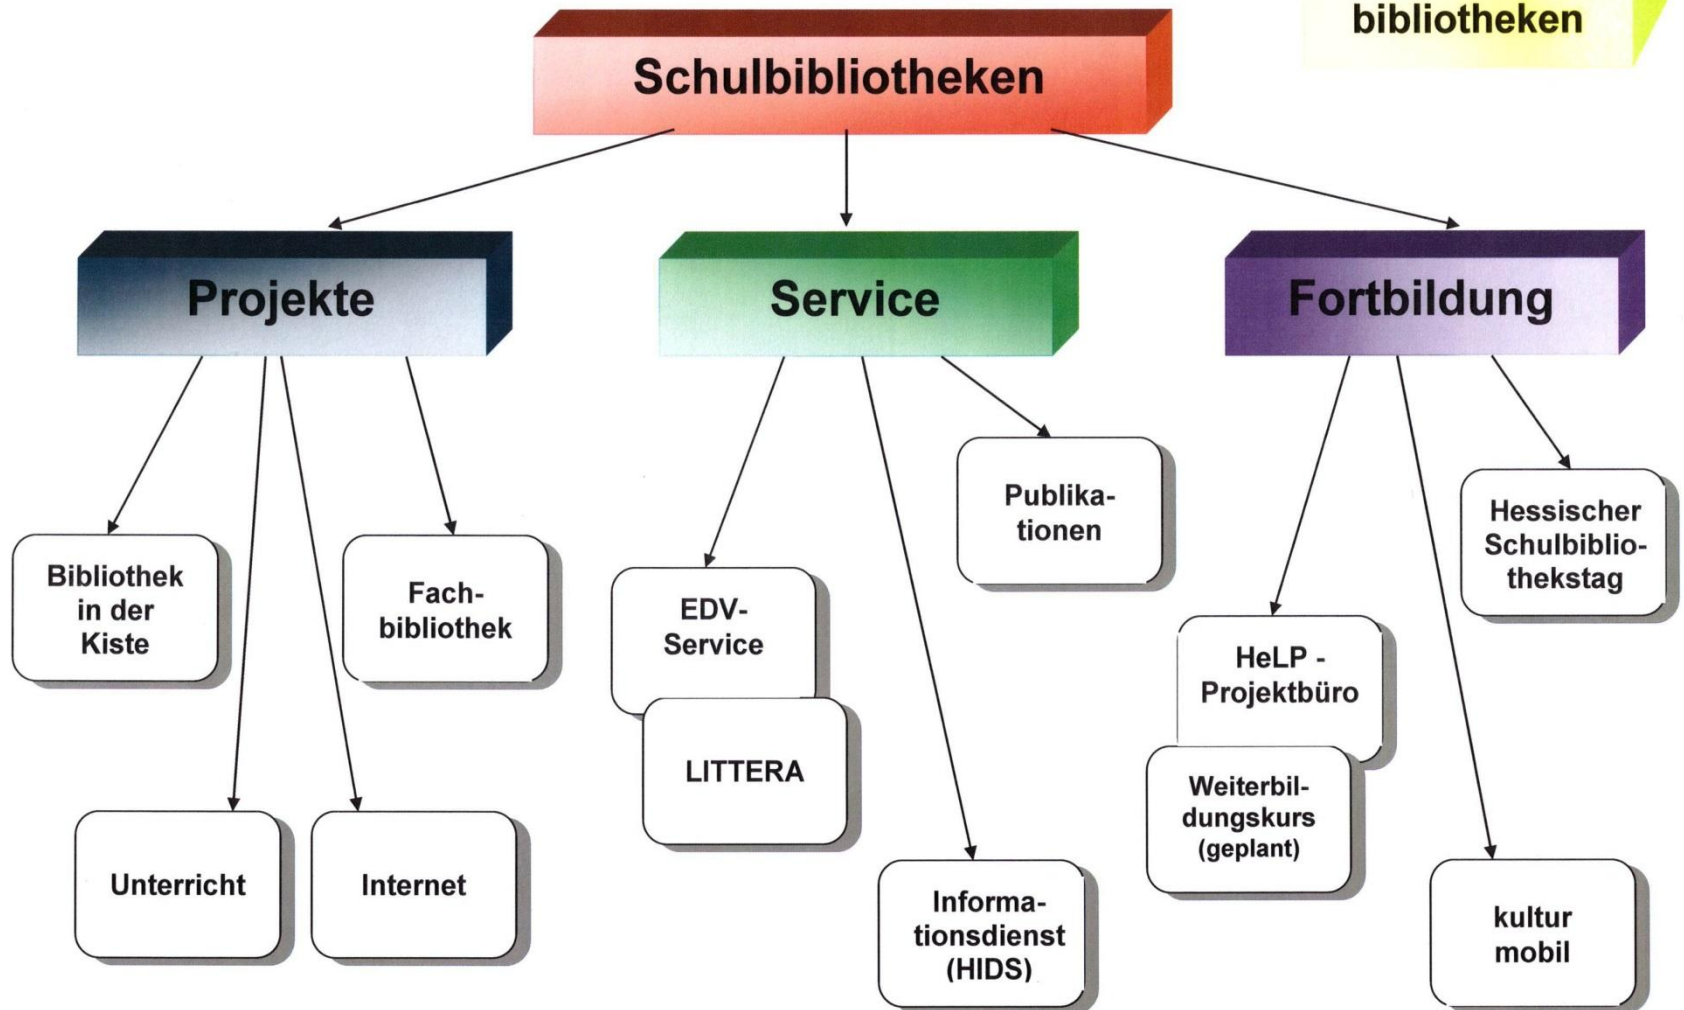 bibliotheken
Schulbibliotheken
Projekte
Service
Fortbildung
Bibliothek
in der
Kiste
Fach-
bibliothek
Unterricht
Internet
EDV-
Service
LITTERA
Publika-
tionen
Informa-
tionsdienst
(HIDS)
HeLP -
Projektbüro
Weiterbil-
dungskurs
(geplant)
Hessischer
Schulbiblio-
thekstag
kultur
mobil